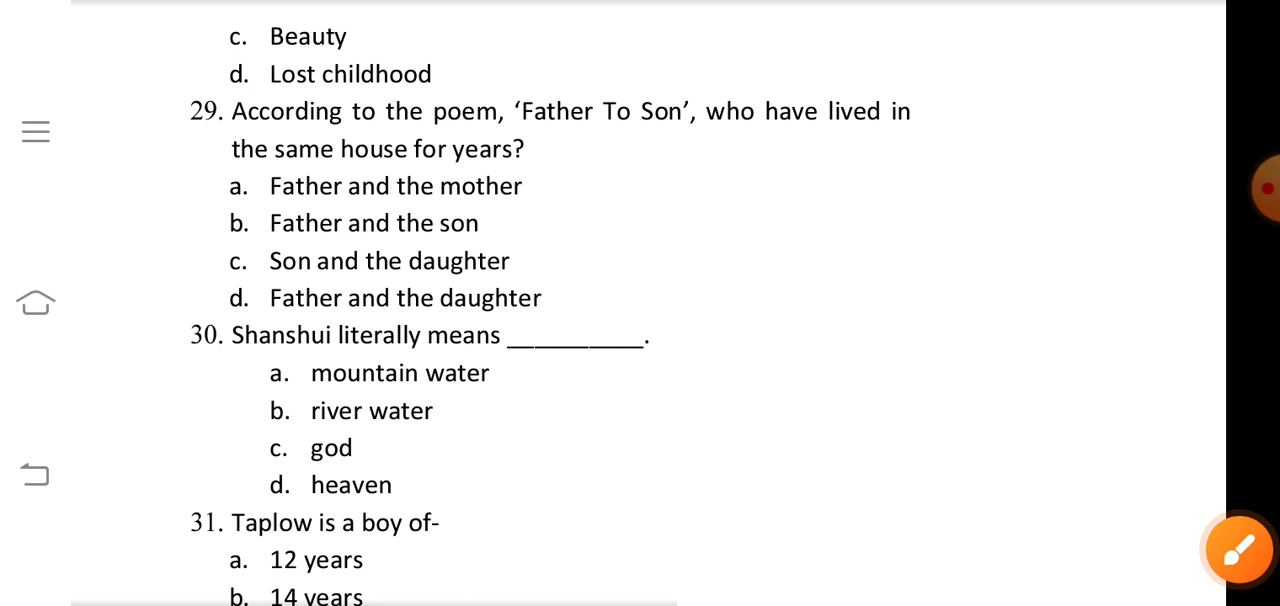 c. Beauty
d. Lost childhood
29. According to the poem, ‘Father To Son’, who have lived in
the same house for years?
a. Father and the mother
b. Father and the son
c. Son and the daughter
d. Father and the daughter
30. Shanshui literally means __________.
a. mountain water
b. river water
c. god
d. heaven
31. Taplow is a boy of-
a. 12 years
b. 14 years